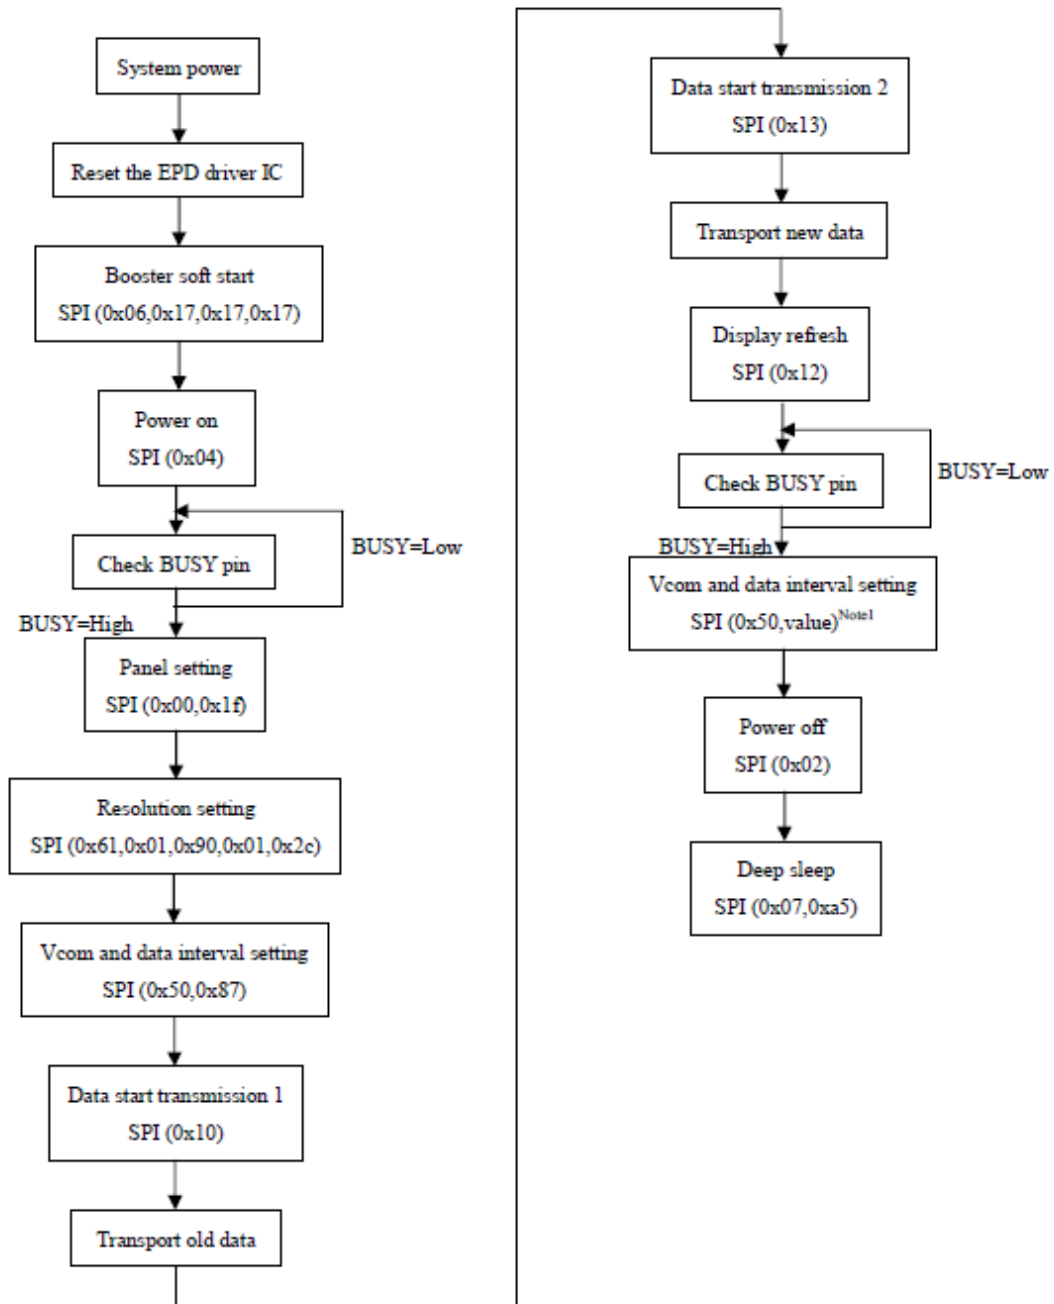 System power
Reset the EPD driver IC
Booster soft start
SPI (0x06,0x17,0x17,0x17)
Power on
SPI (0x04)
BUSY=Low
Check BUSY pin
BUSY=High
Panel setting
SPI (0x00,0x1f)
Resolution setting
SPI (0x61,0x01,0x90,0x01,0x2c)
Vcom and data interval setting
SPI (0x50,0x87)
Data start transmission 1
SPI (0x10)
Transport old data
Data start transmission 2
SPI (0x13)
Transport new data
Display refresh
SPI (0x12)
BUSY=Low
Check BUSY pin
BUSY=High
Vcom and data interval setting
SPI (0x50,value)Note1
Power off
SPI (0x02)
Deep sleep
SPI (0x07,0xa5)